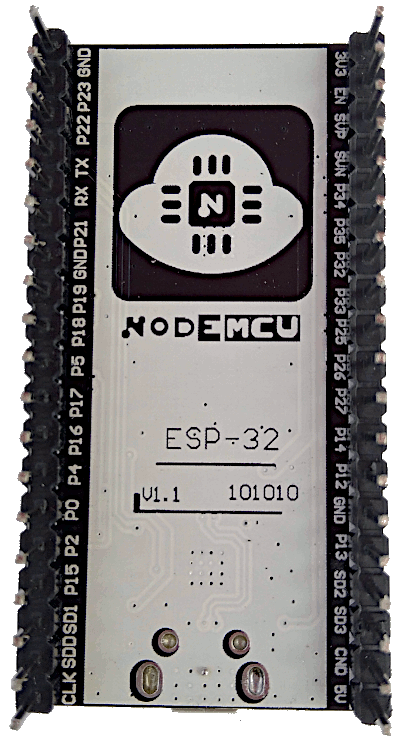 GND
P23
P22
TX
RX
P21
GND
P19
P18
P5
P17
P16
P4
P0
P2
P15
SD1
SD0
CLK
3V3
EN
SVP
SVN
P34
P35
P32
P33
P25
P26
P27
P14
P12
GND
P13
SD2
SD3
CND
5V
N
NODEMCU
ESP-32
V1.1 101010